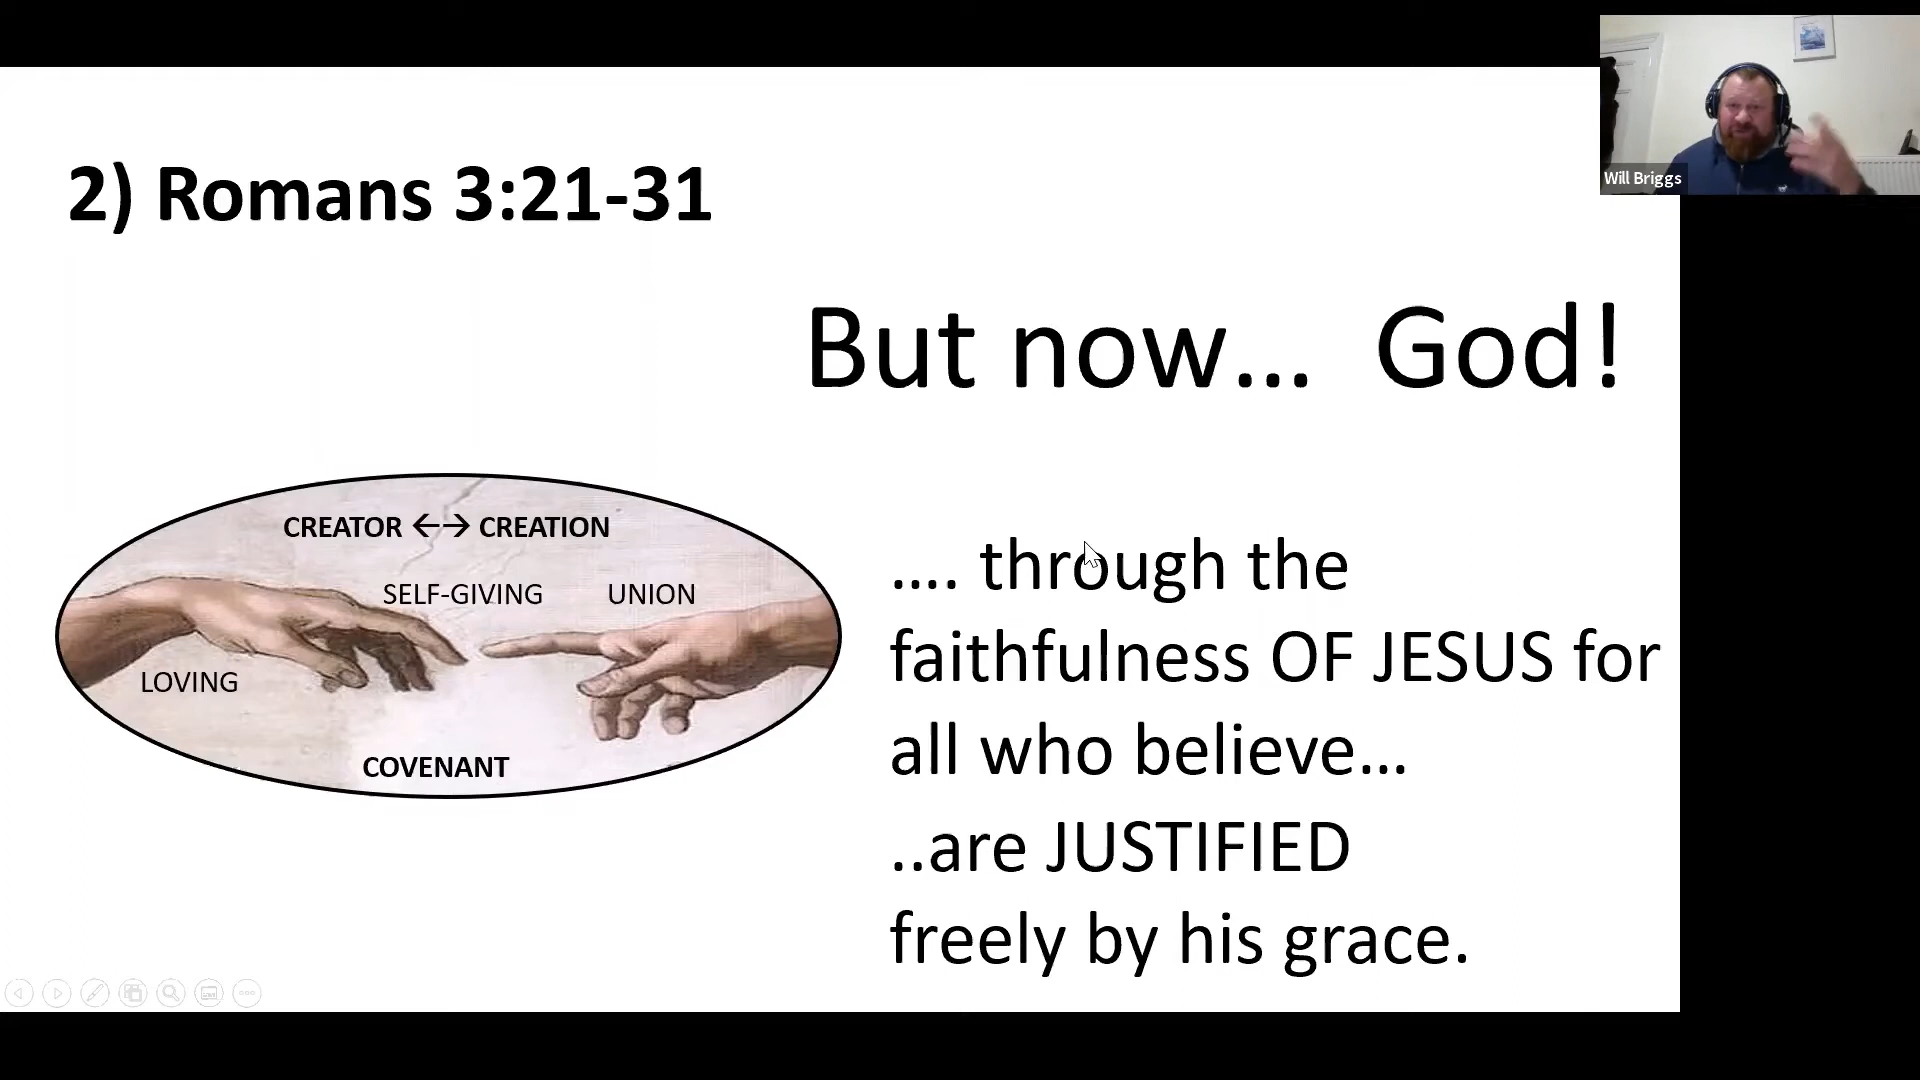 Will Briggs
2) Romans 3:21-31
But now... God!
CREATOR ←→ CREATION
SELF-GIVING UNION
LOVING
COVENANT
.... through the
faithfulness OF JESUS for
all who believe...
..are JUSTIFIED
freely by his grace.